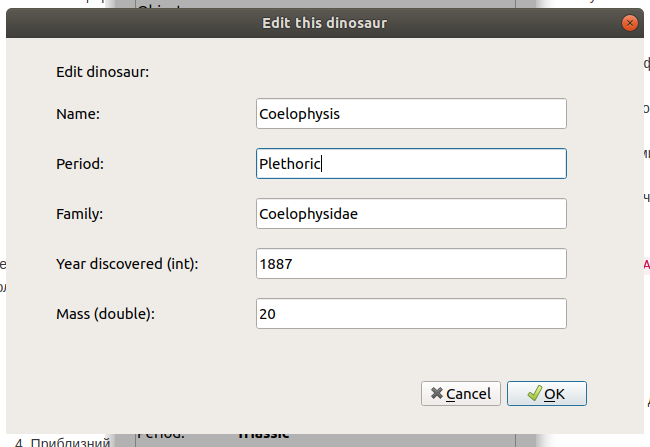 Edit this dinosaur
Edit dinosaur:
Name: Coelophysis
Period: Plethoric
Family: Coelophysidae
Year discovered (int): 1887
Mass (double): 20
Cancel OK
Period: Triassic
4. Приблизний